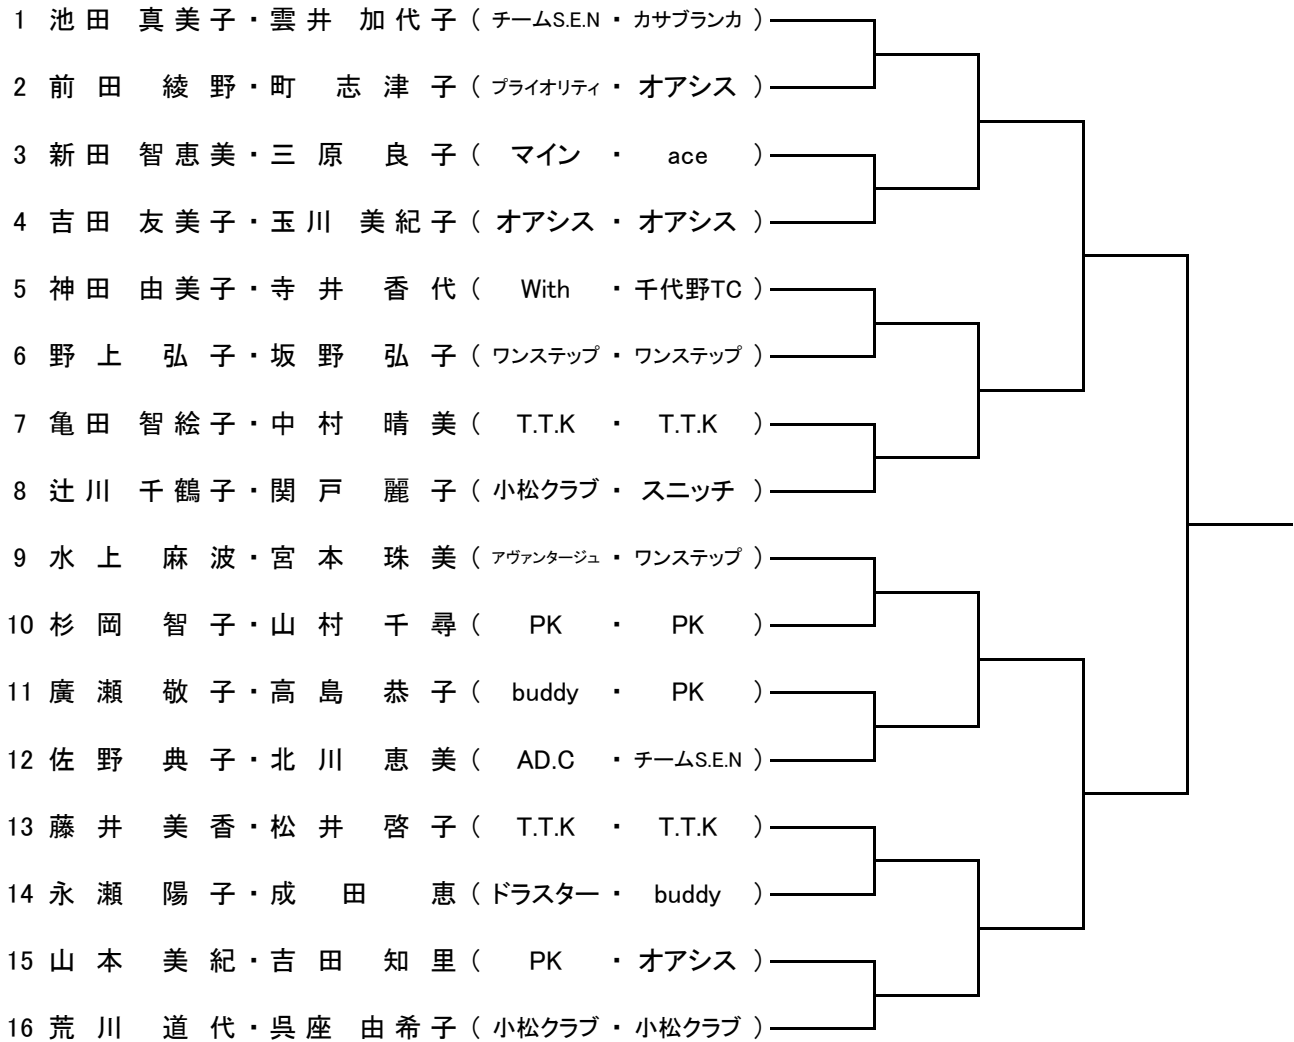 1 池田 真美子・雲井 加代子 ( チームS.E.N ・ カサブランカ )
2 前田 綾野・町 志津子 ( プライオリティ ・ オアシス )
3 新田 智恵美・三原 良子 ( マイン ・ ace )
4 吉田 友美子・玉川 美紀子 ( オアシス ・ オアシス )
5 神田 由美子・寺井 香代 ( With ・ 千代野TC )
6 野上 弘子・坂野 弘子 ( ワンステップ ・ ワンステップ )
7 亀田 智絵子・中村 晴美 ( T.T.K ・ T.T.K )
8 辻川 千鶴子・関戸 麗子 ( 小松クラブ ・ スニッチ )
9 水上 麻波・宮本 珠美 ( アヴァンタージュ ・ ワンステップ )
10 杉岡 智子・山村 千尋 ( PK ・ PK )
11 廣瀬 敬子・高島 恭子 ( buddy ・ PK )
12 佐野 典子・北川 恵美 ( AD.C ・ チームS.E.N )
13 藤井 美香・松井 啓子 ( T.T.K ・ T.T.K )
14 永瀬 陽子・成田 恵 ( ドラスター ・ buddy )
15 山本 美紀・吉田 知里 ( PK ・ オアシス )
16 荒川 道代・呉座 由希子 ( 小松クラブ ・ 小松クラブ )